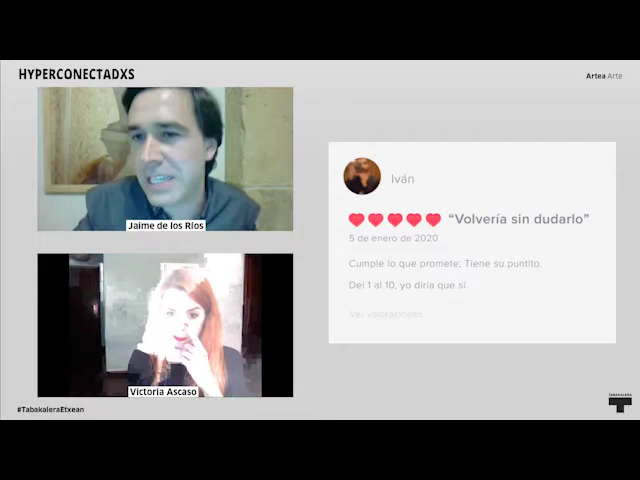 HYPERCONECTADXS
Artea Arte
Jaime de los Ríos
Victoria Ascaso
Iván
“Volvería sin dudarlo”
5 de enero de 2020
Cumple lo que promete; Tiene su puntito.
Del 1 al 10, yo diría que sí.
Ver valoraciones
#TabakaleraEtxean
TABAKALERA